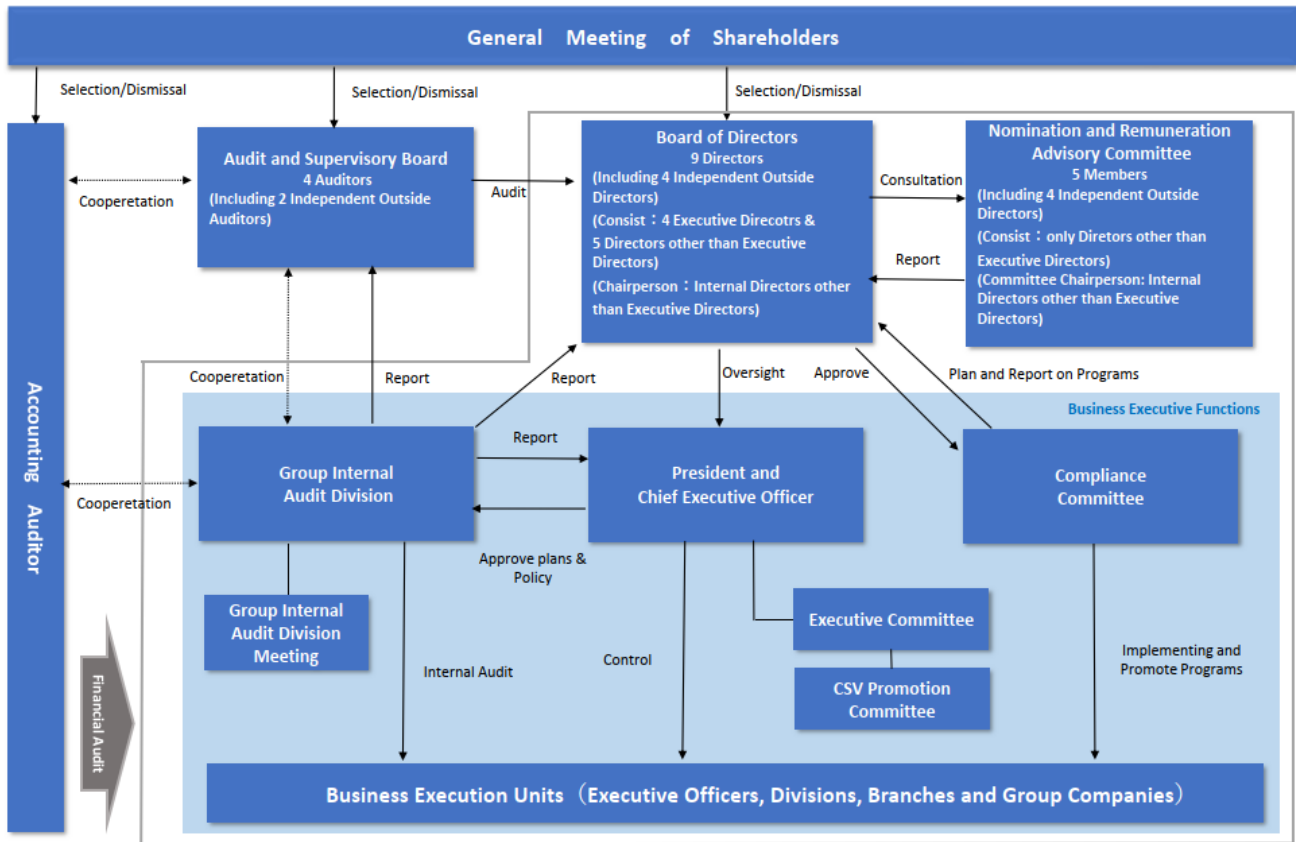 General Meeting of Shareholders
Selection/Dismissal
Selection/Dismissal
Selection/Dismissal
Accounting Auditor
Audit and Supervisory Board
4 Auditors
(Including 2 Independent Outside
Auditors)
Cooperetation
Audit
Board of Directors
9 Directors
(Including 4 Independent Outside
Directors)
(Consist：4 Executive Direcotrs &
5 Directors other than Executive
Directors)
(Chairperson：Internal Directors other
than Executive Directors)
Consultation
Report
Nomination and Remuneration
Advisory Committee
5 Members
(Including 4 Independent Outside
Directors)
(Consist：only Diretors other than
Executive Directors)
(Committee Chairperson: Internal
Directors other than Executive
Directors)
Cooperetation
Report
Report
Oversight
Approve
Plan and Report on Programs
Business Executive Functions
Cooperetation
Group Internal
Audit Division
Report
Approve plans &
Policy
President and
Chief Executive Officer
Compliance
Committee
Group Internal
Audit Division
Meeting
Internal Audit
Control
Executive Committee
CSV Promotion
Committee
Implementing and
Promote Programs
Financial Audit
Business Execution Units（Executive Officers, Divisions, Branches and Group Companies）